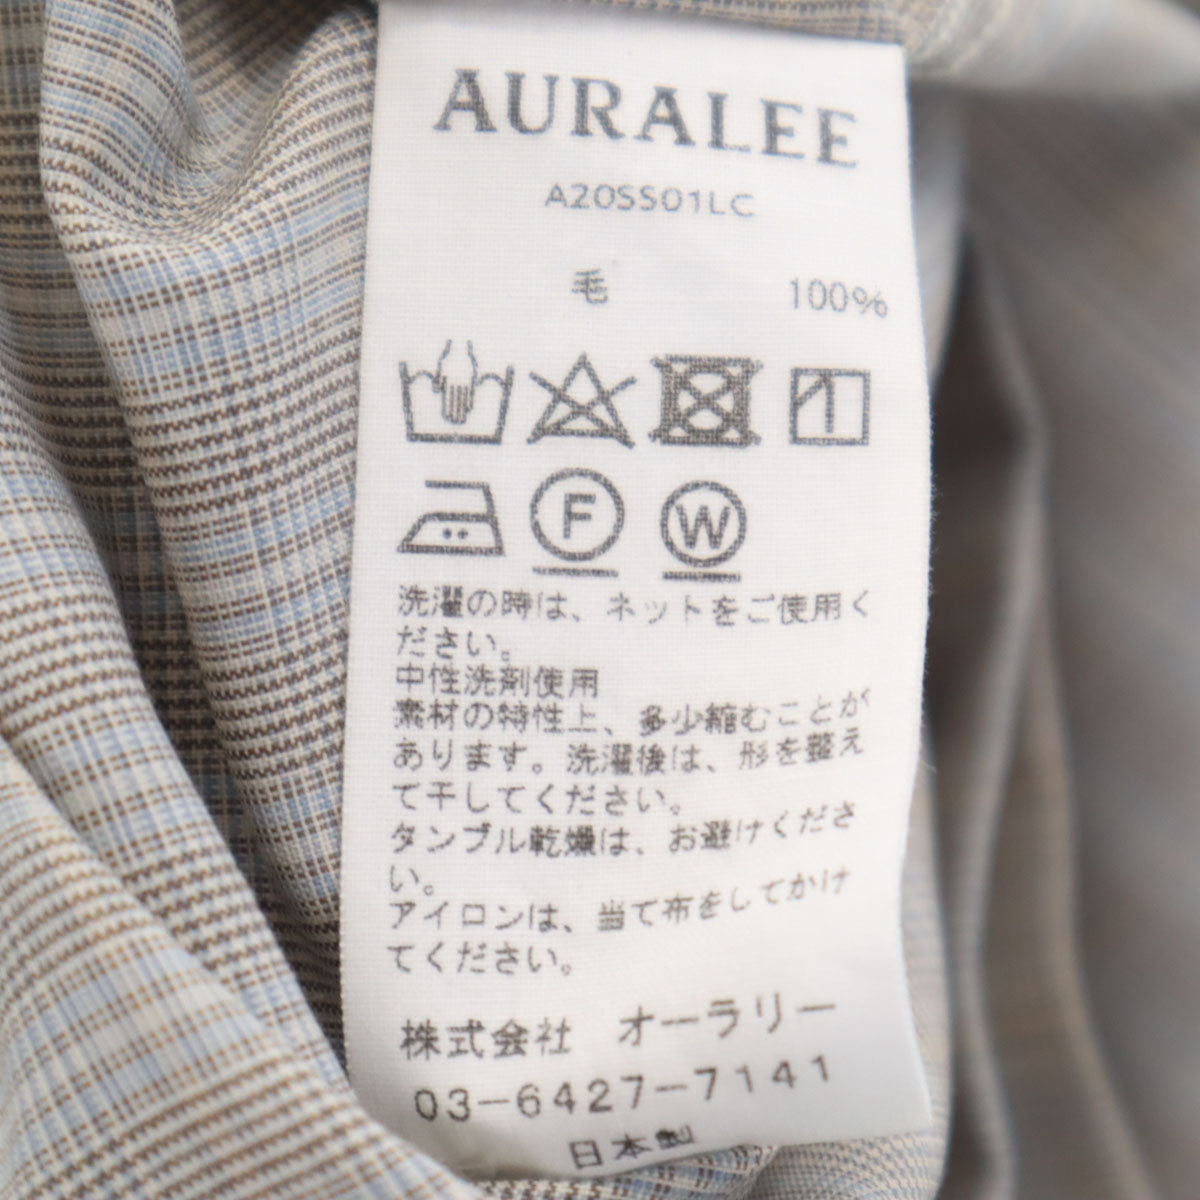 AURALEE
A20SS01LC
毛 100%
F W
洗濯の時は、ネットをご使用く
ださい。
中性洗剤使用
素材の特性上、多少縮むことが
あります。洗濯後は、形を整え
て干してください。
タンブル乾燥は、お避けくださ
い。
アイロンは、当て布をしてかけ
てください。
株式会社 オーラリー
03-6427-7141
日本製